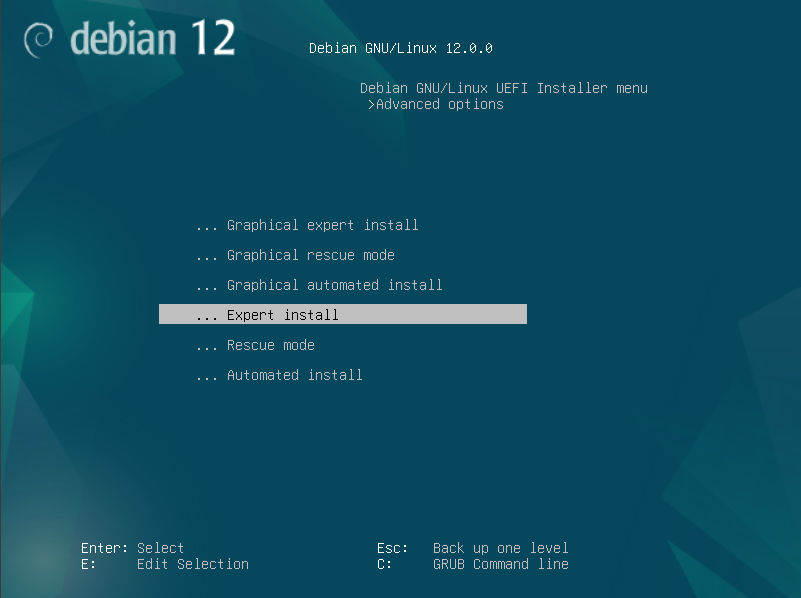 debian 12
Debian GNU/Linux 12.0.0
Debian GNU/Linux UEFI Installer menu
>Advanced options
... Graphical expert install
... Graphical rescue mode
... Graphical automated install
... Expert install
... Rescue mode
... Automated install
Enter: Select Esc: Back up one level
E: Edit Selection C: GRUB Command line